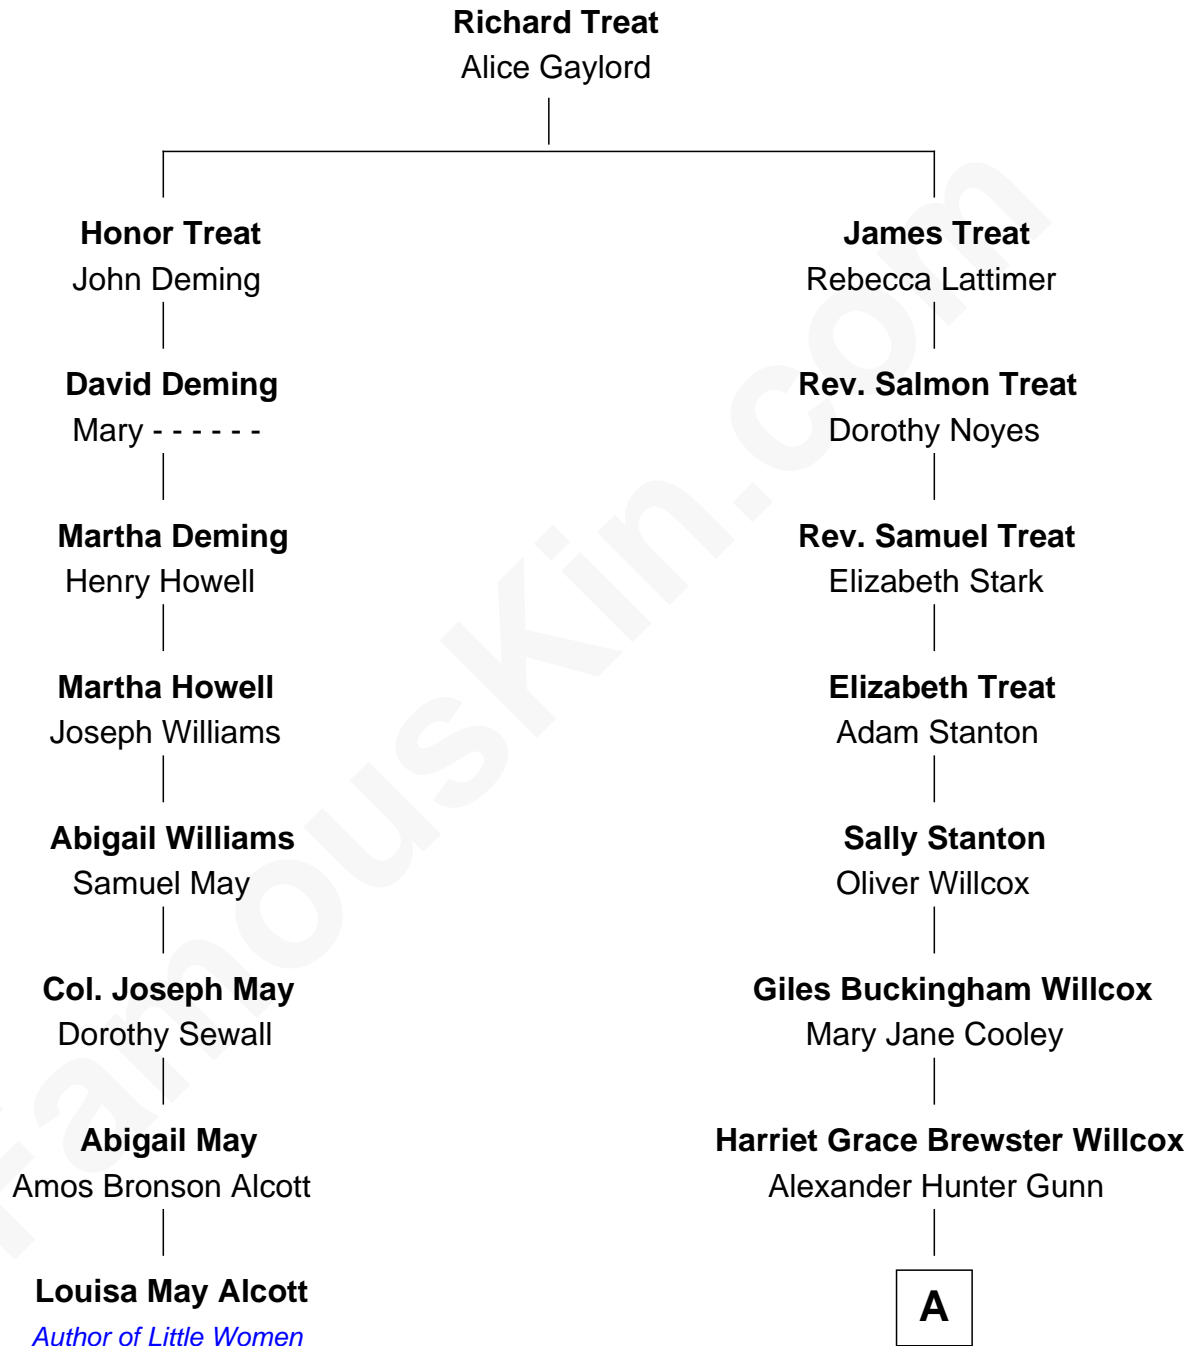 Richard Treat
Alice Gaylord
Honor Treat
John Deming
James Treat
Rebecca Lattimer
David Deming
Mary - - - - - -
Rev. Salmon Treat
Dorothy Noyes
Martha Deming
Henry Howell
Rev. Samuel Treat
Elizabeth Stark
Martha Howell
Joseph Williams
Elizabeth Treat
Adam Stanton
Abigail Williams
Samuel May
Sally Stanton
Oliver Willcox
Col. Joseph May
Dorothy Sewall
Giles Buckingham Willcox
Mary Jane Cooley
Abigail May
Amos Bronson Alcott
Harriet Grace Brewster Willcox
Alexander Hunter Gunn
Louisa May Alcott
Author of Little Women
A
FamousKin.com